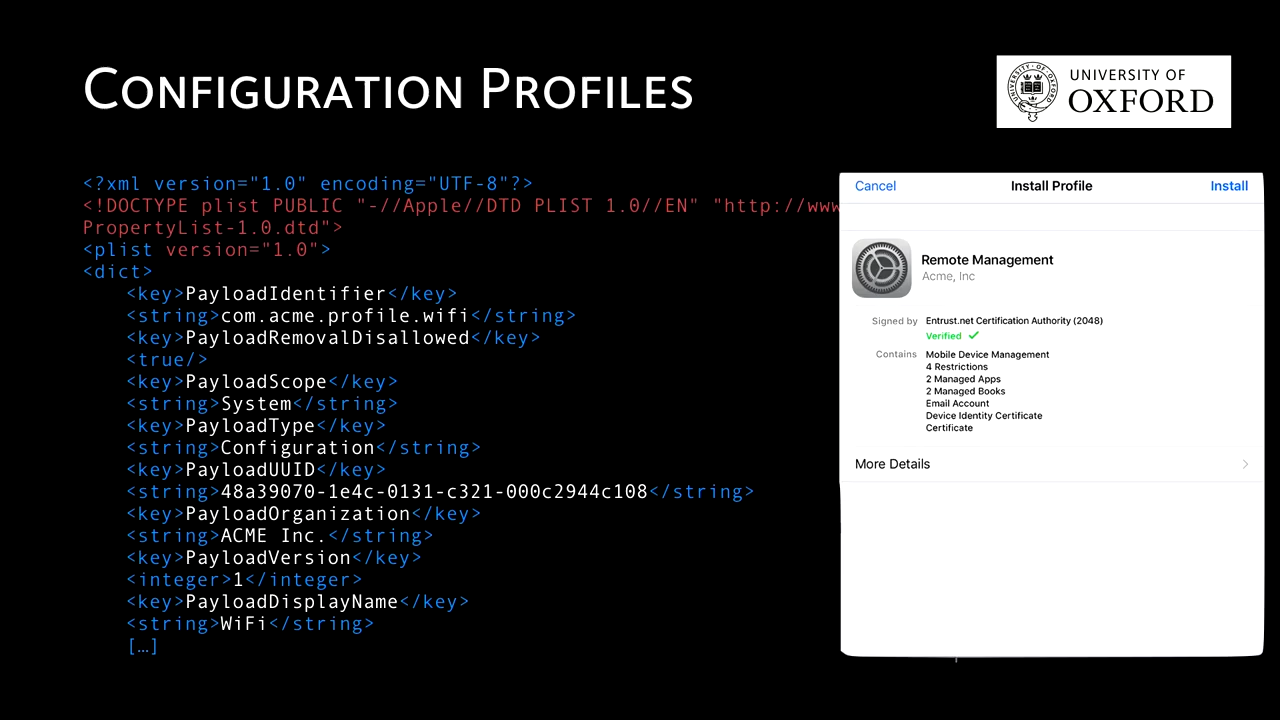 Configuration Profiles
UNIVERSITY OF
OXFORD
<?xml version="1.0" encoding="UTF-8"?>
<!DOCTYPE plist PUBLIC "-//Apple//DTD PLIST 1.0//EN" "http://www
PropertyList-1.0.dtd">
<plist version="1.0">
<dict>
<key>PayloadIdentifier</key>
<string>com.acme.profile.wifi</string>
<key>PayloadRemovalDisallowed</key>
<true/>
<key>PayloadScope</key>
<string>System</string>
<key>PayloadType</key>
<string>Configuration</string>
<key>PayloadUUID</key>
<string>48a39070-1e4c-0131-c321-000c2944c108</string>
<key>PayloadOrganization</key>
<string>ACME Inc.</string>
<key>PayloadVersion</key>
<integer>1</integer>
<key>PayloadDisplayName</key>
<string>WiFi</string>
[…]
Cancel Install Profile Install
Remote Management
Acme, Inc
Signed by Entrust.net Certification Authority (2048)
Verified ✓
Contains Mobile Device Management
4 Restrictions
2 Managed Apps
2 Managed Books
Email Account
Device Identity Certificate
Certificate
More Details